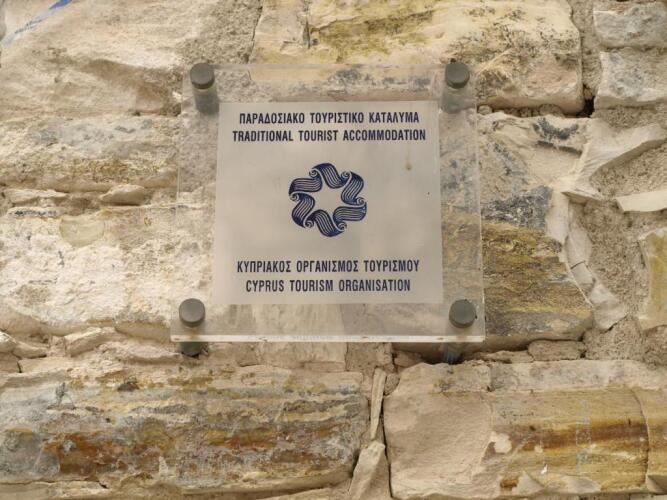 ΠΑΡΑΔΟΣΙΑΚΟ ΤΟΥΡΙΣΤΙΚΟ ΚΑΤΑΛΥΜΑ
TRADITIONAL TOURIST ACCOMMODATION
ΚΥΠΡΙΑΚΟΣ ΟΡΓΑΝΙΣΜΟΣ ΤΟΥΡΙΣΜΟΥ
CYPRUS TOURISM ORGANISATION